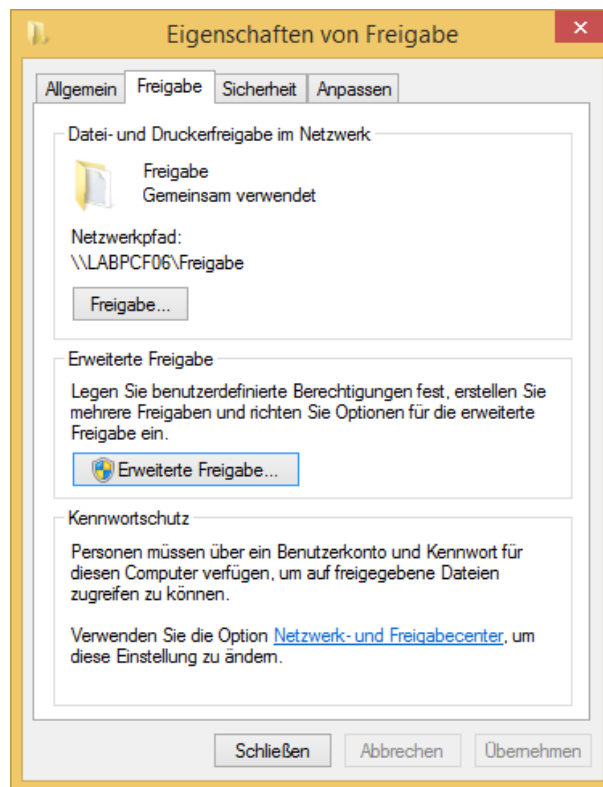 Eigenschaften von Freigabe
Allgemein Freigabe Sicherheit Anpassen
Datei- und Druckerfreigabe im Netzwerk
Freigabe
Gemeinsam verwendet
Netzwerkpfad:
\\LABPCF06\Freigabe
Freigabe...
Erweiterte Freigabe
Legen Sie benutzerdefinierte Berechtigungen fest, erstellen Sie
mehrere Freigaben und richten Sie Optionen für die erweiterte
Freigabe ein.
Erweiterte Freigabe...
Kennwortschutz
Personen müssen über ein Benutzerkonto und Kennwort für
diesen Computer verfügen, um auf freigegebene Dateien
zugreifen zu können.
Verwenden Sie die Option Netzwerk- und Freigabecenter, um
diese Einstellung zu ändern.
Schließen Abbrechen Übernehmen